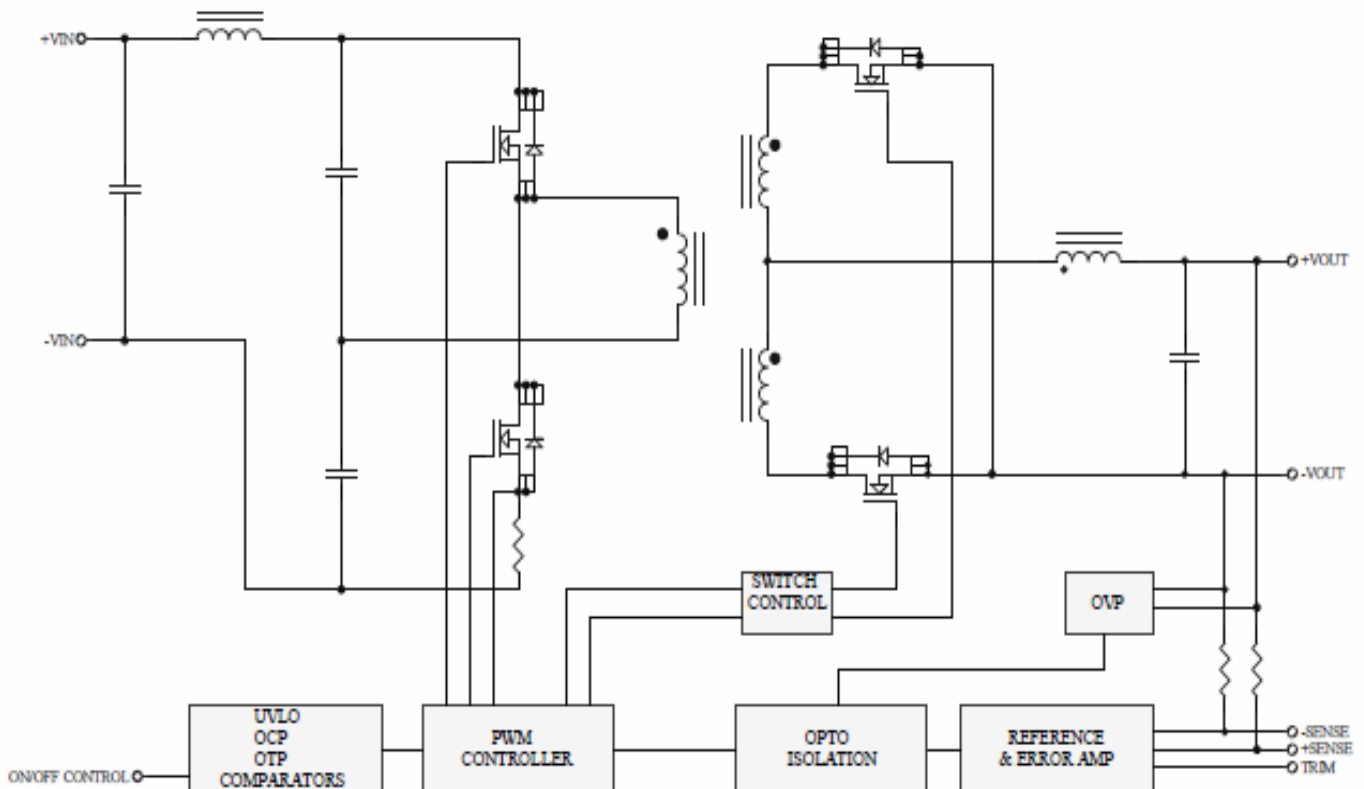 +VIN
-VIN
+VOUT
-VOUT
SWITCH
CONTROL
OVP
UVLO
OCP
OTP
COMPARATORS
PWM
CONTROLLER
OPTO
ISOLATION
REFERENCE
& ERROR AMP
-SENSE
+SENSE
TRIM
ON/OFF CONTROL